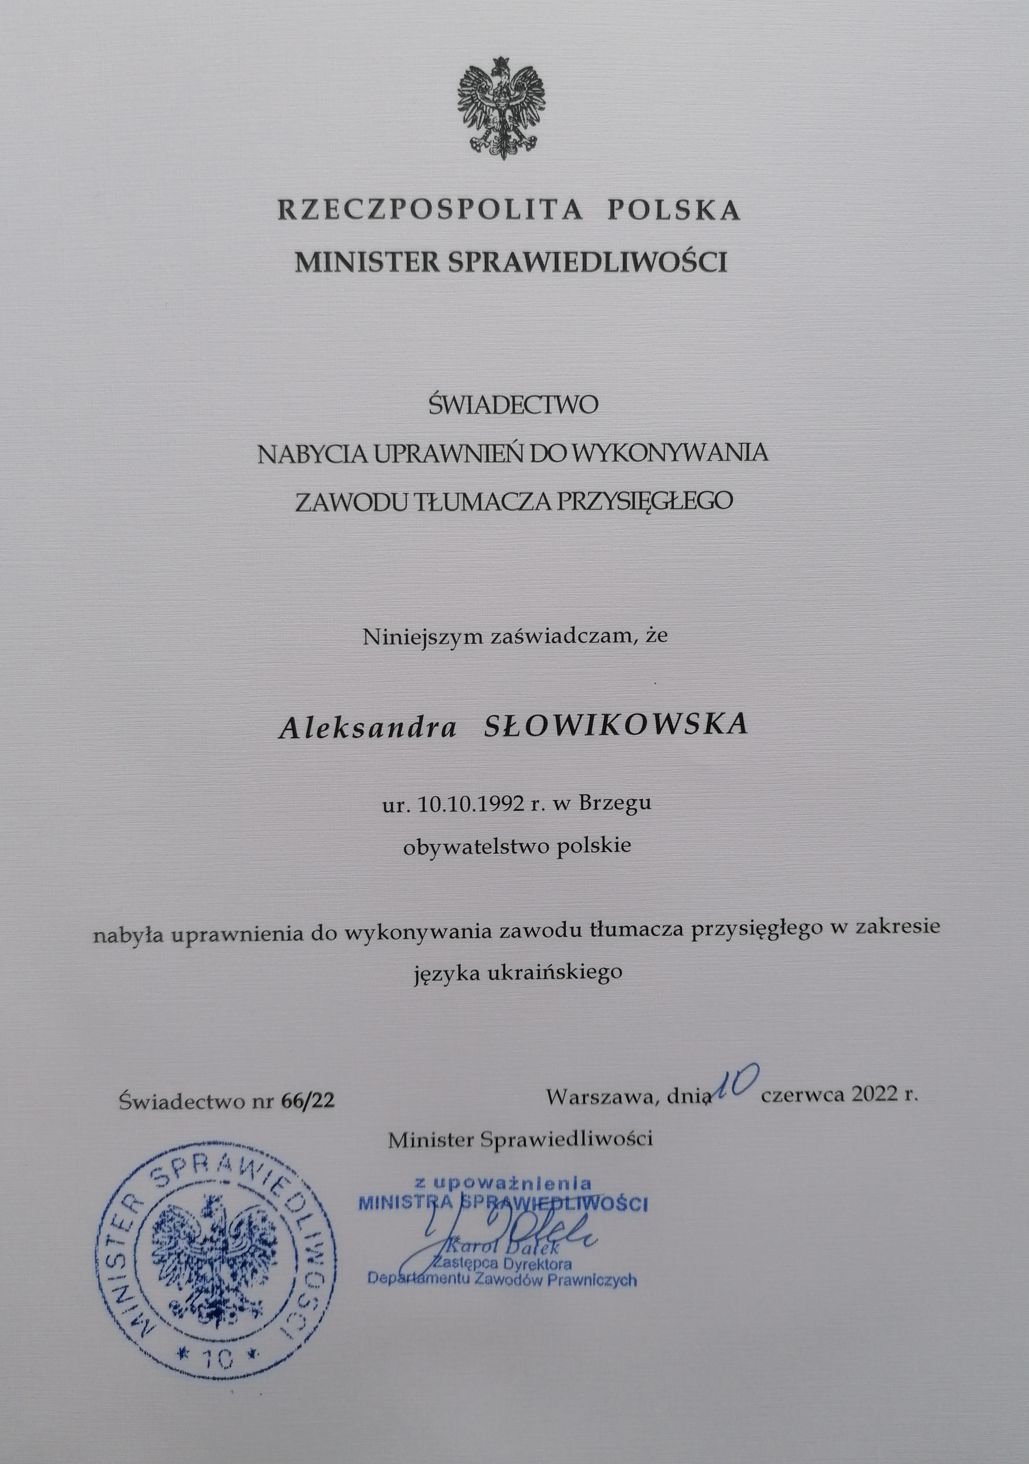 RZECZPOSPOLITA POLSKA
MINISTER SPRAWIEDLIWOŚCI
ŚWIADECTWO
NABYCIA UPRAWNIEŃ DO WYKONYWANIA
ZAWODU TŁUMACZA PRZYSIĘGŁEGO
Niniejszym zaświadczam, że
Aleksandra SŁOWIKOWSKA
ur. 10.10.1992 r. w Brzegu
obywatelstwo polskie
nabyła uprawnienia do wykonywania zawodu tłumacza przysięgłego w zakresie
języka ukraińskiego
Świadectwo nr 66/22
Warszawa, dnia 10 czerwca 2022 r.
Minister Sprawiedliwości
z upoważnienia
MINISTRA SPRAWIEDLIWOŚCI
Karol Dałek
Zastępca Dyrektora
Departamentu Zawodów Prawniczych
MINISTER SPRAWIEDLIWOŚCI
* 10 *